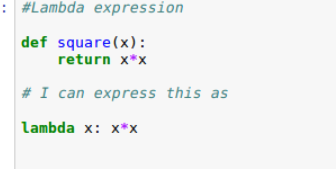 :
#Lambda expression
def square(x):
    return x*x
# I can express this as
lambda x: x*x